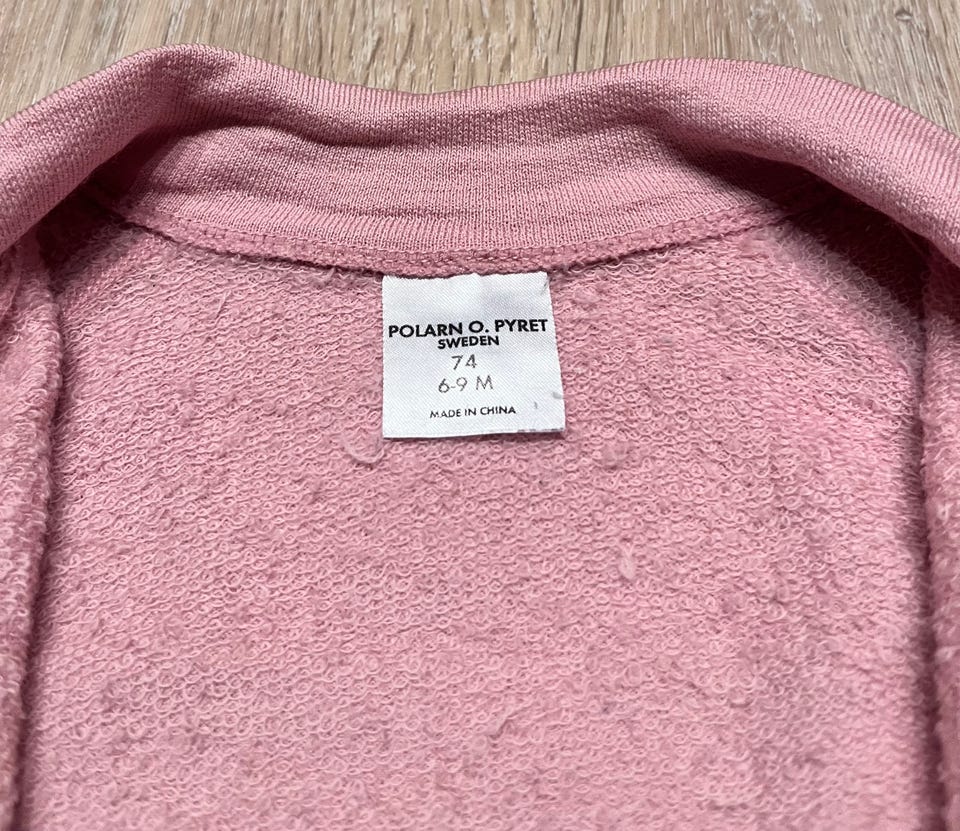 POLARN O. PYRET
SWEDEN
74
6-9 M
MADE IN CHINA